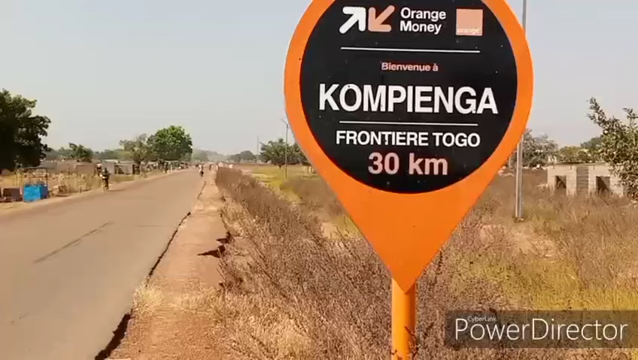 Orange
Money
orange
Bienvenue à
KOMPIENGA
FRONTIERE TOGO
30 km
CyberLink
PowerDirector